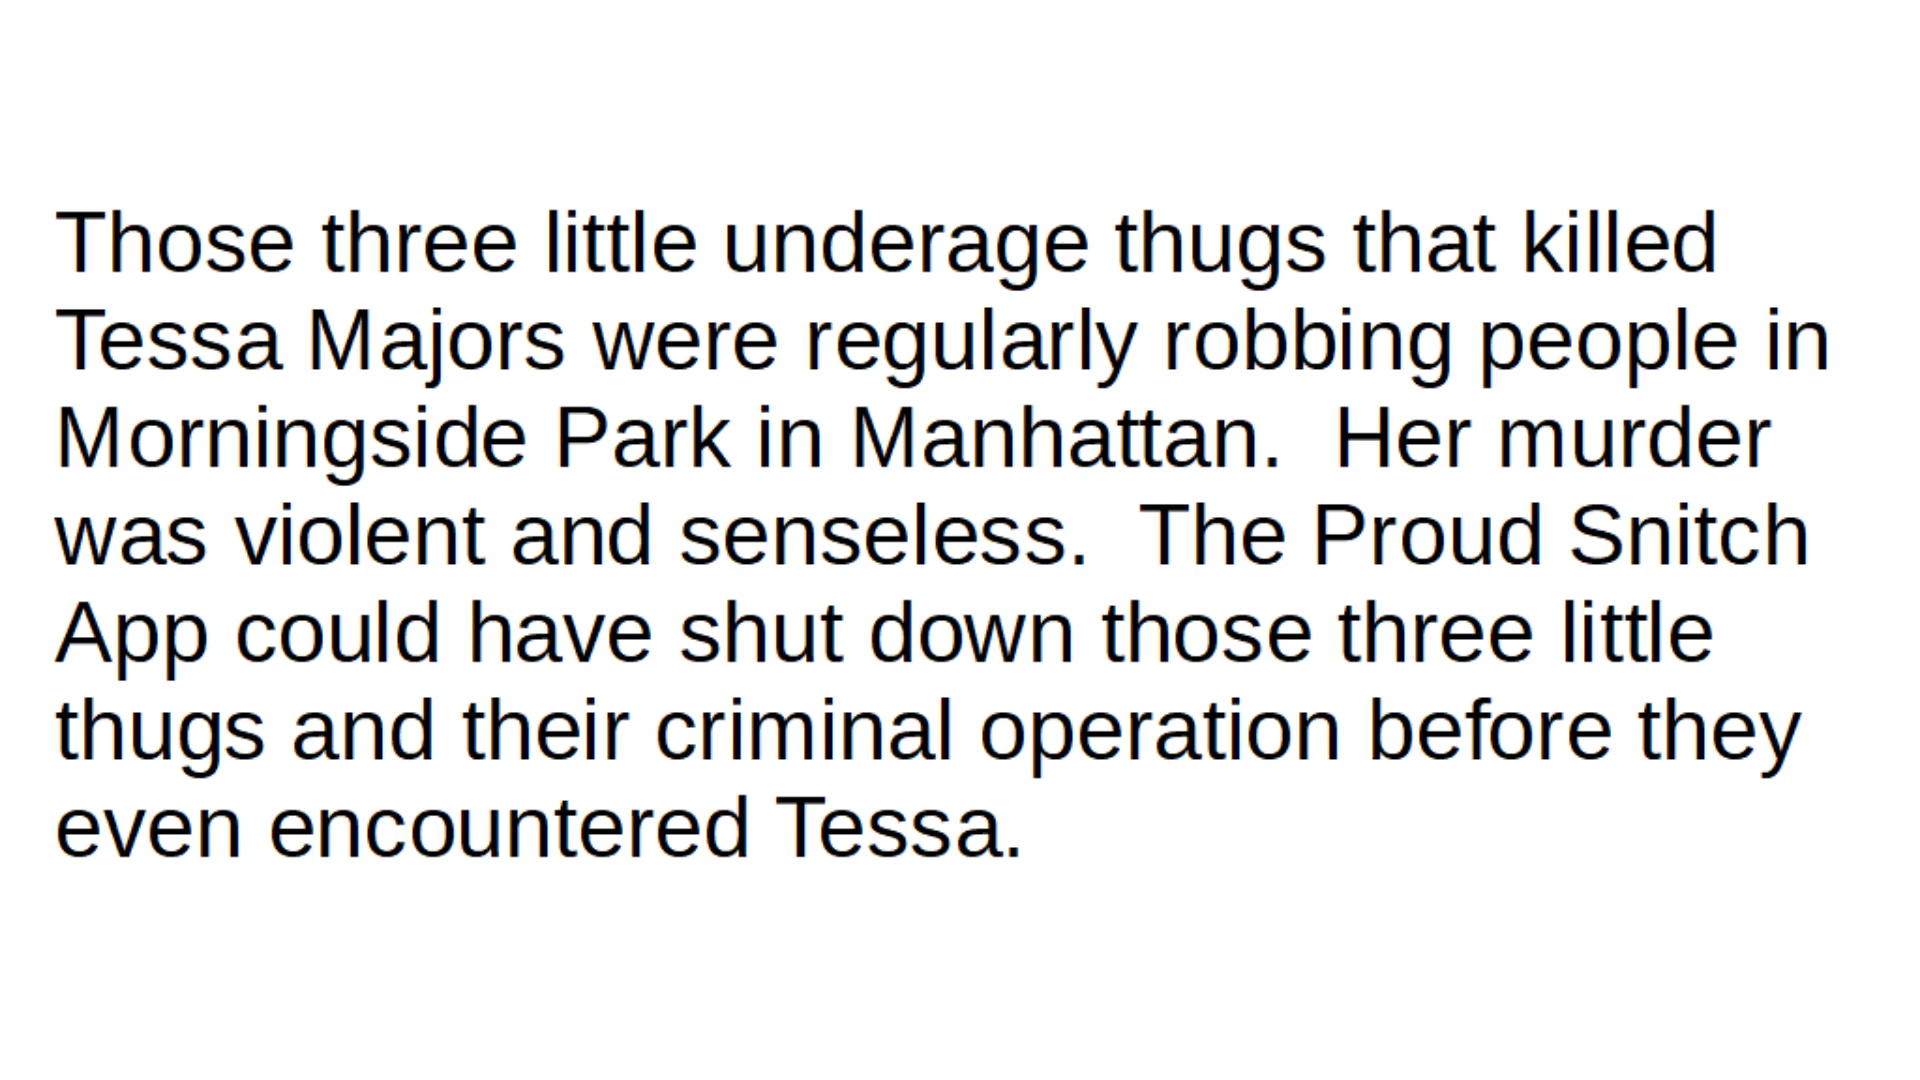 Those three little underage thugs that killed
Tessa Majors were regularly robbing people in
Morningside Park in Manhattan.  Her murder
was violent and senseless.  The Proud Snitch
App could have shut down those three little
thugs and their criminal operation before they
even encountered Tessa.